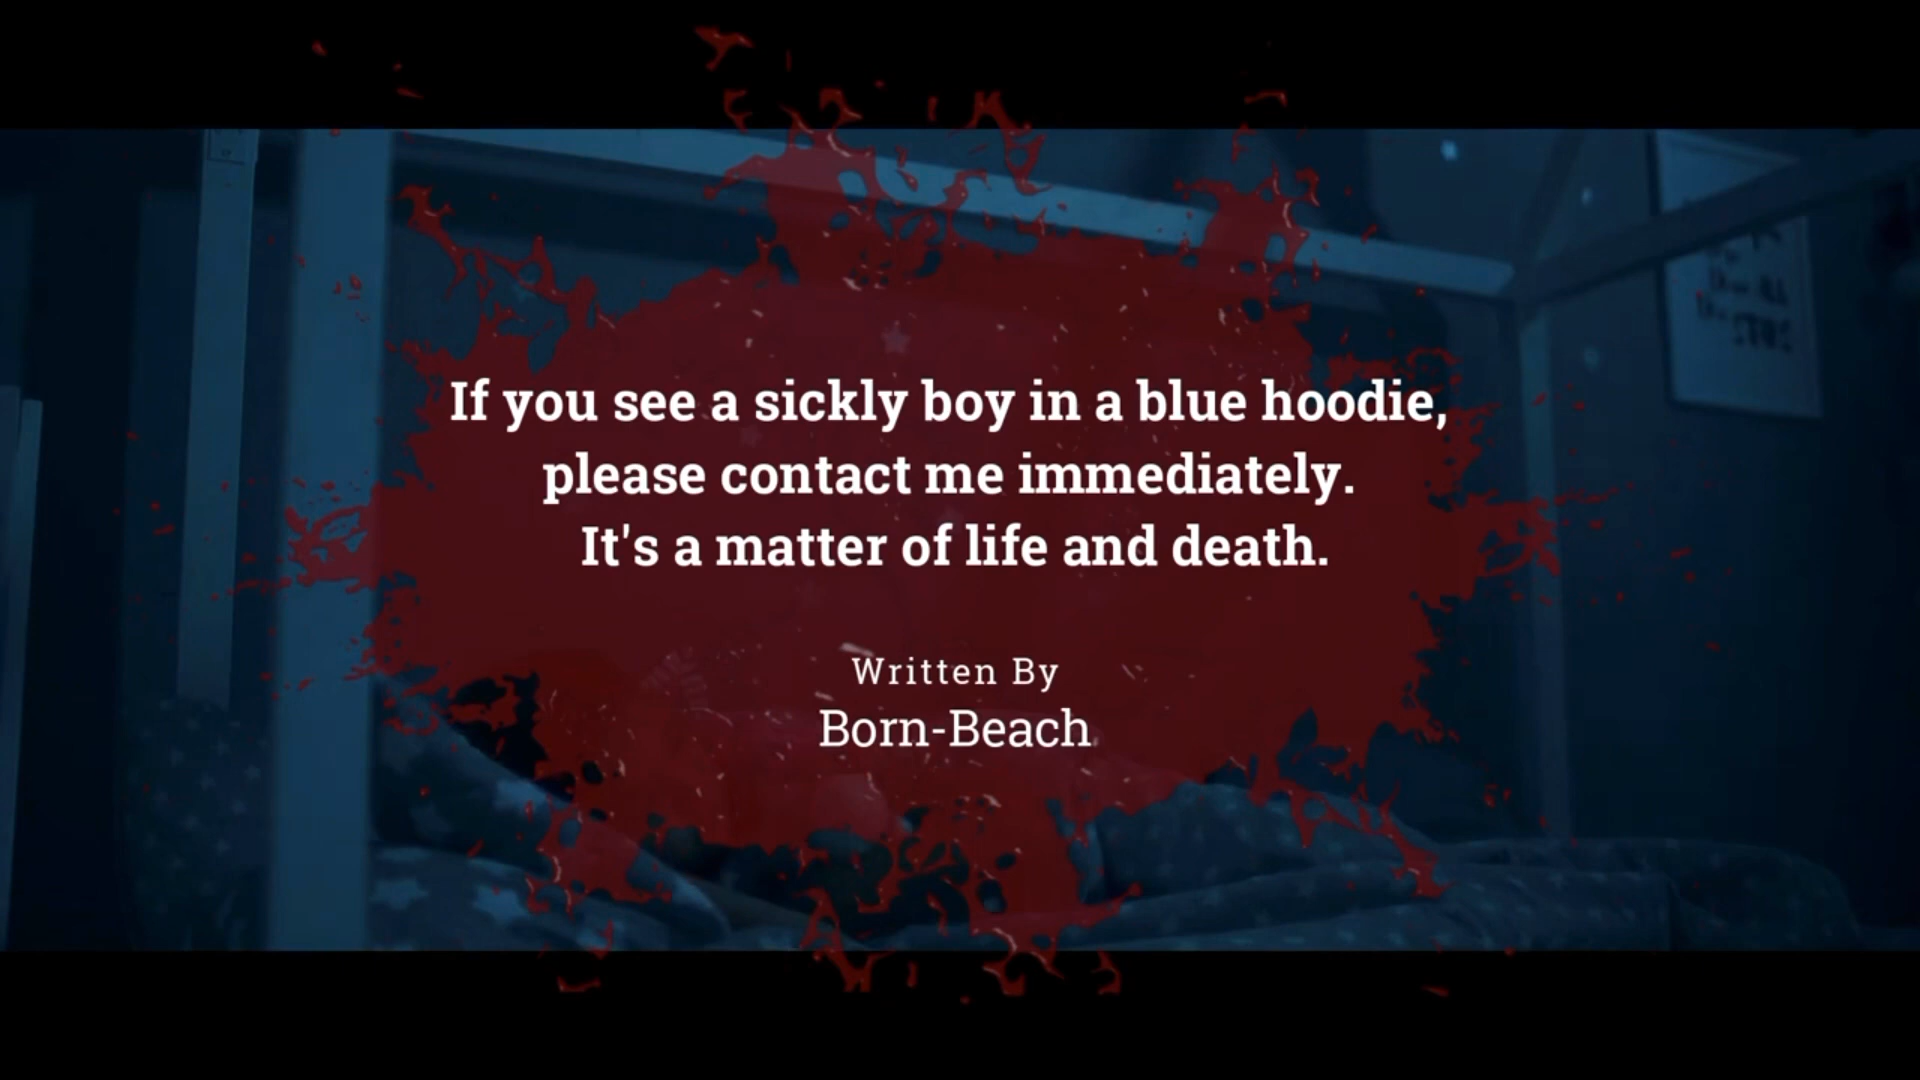 If you see a sickly boy in a blue hoodie,
please contact me immediately.
It's a matter of life and death.
Written By
Born-Beach